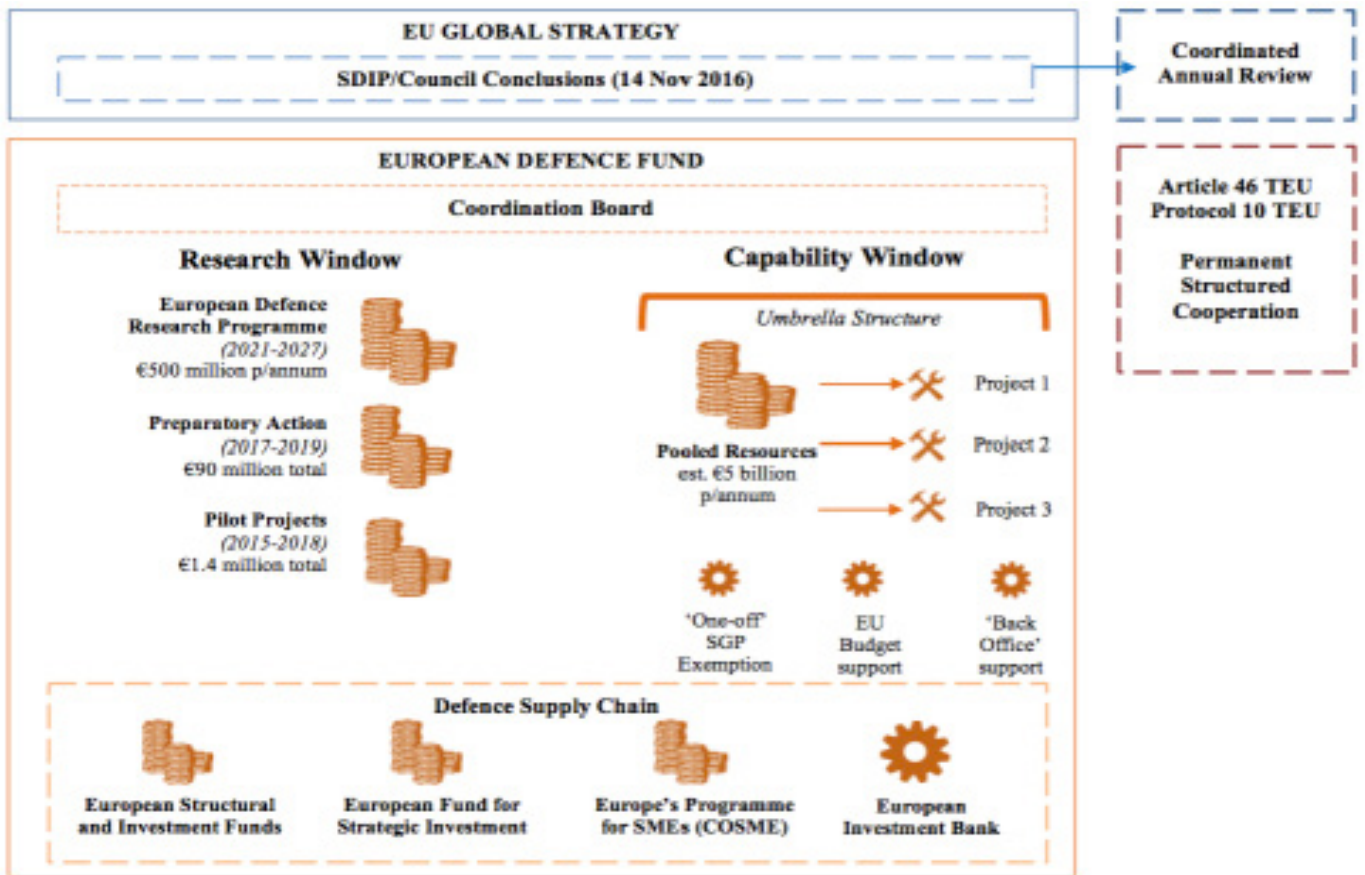 EU GLOBAL STRATEGY
SDIP/Council Conclusions (14 Nov 2016)
Coordinated
Annual Review
EUROPEAN DEFENCE FUND
Coordination Board
Research Window
European Defence
Research Programme
(2021-2027)
€500 million p/annum
Preparatory Action
(2017-2019)
€90 million total
Pilot Projects
(2015-2018)
€1.4 million total
Capability Window
Umbrella Structure
Pooled Resources
est. €5 billion
p/annum
Project 1
Project 2
Project 3
'One-off'
SGP
Exemption
EU
Budget
support
'Back
Office'
support
Article 46 TEU
Protocol 10 TEU
Permanent
Structured
Cooperation
Defence Supply Chain
European Structural
and Investment Funds
European Fund for
Strategic Investment
Europe's Programme
for SMEs (COSME)
European
Investment Bank